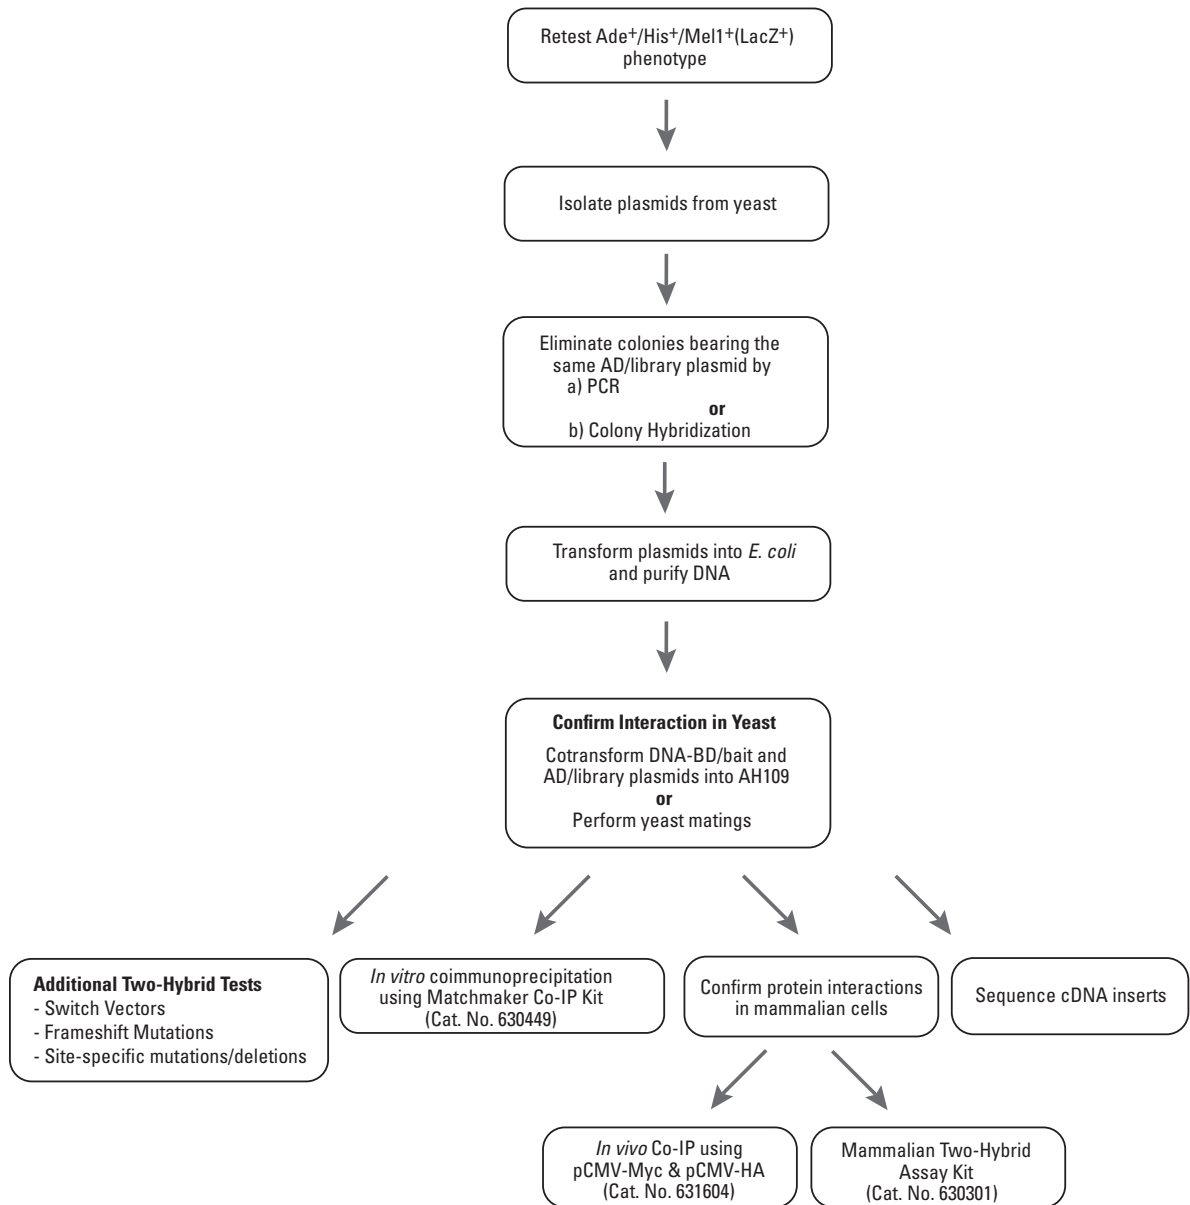 Retest Ade+/His+/Mel1+(LacZ+)
phenotype
Isolate plasmids from yeast
Eliminate colonies bearing the
same AD/library plasmid by
a) PCR
or
b) Colony Hybridization
Transform plasmids into E. coli
and purify DNA
Confirm Interaction in Yeast
Cotransform DNA-BD/bait and
AD/library plasmids into AH109
or
Perform yeast matings
Additional Two-Hybrid Tests
- Switch Vectors
- Frameshift Mutations
- Site-specific mutations/deletions
In vitro coimmunoprecipitation
using Matchmaker Co-IP Kit
(Cat. No. 630449)
Confirm protein interactions
in mammalian cells
Sequence cDNA inserts
In vivo Co-IP using
pCMV-Myc & pCMV-HA
(Cat. No. 631604)
Mammalian Two-Hybrid
Assay Kit
(Cat. No. 630301)